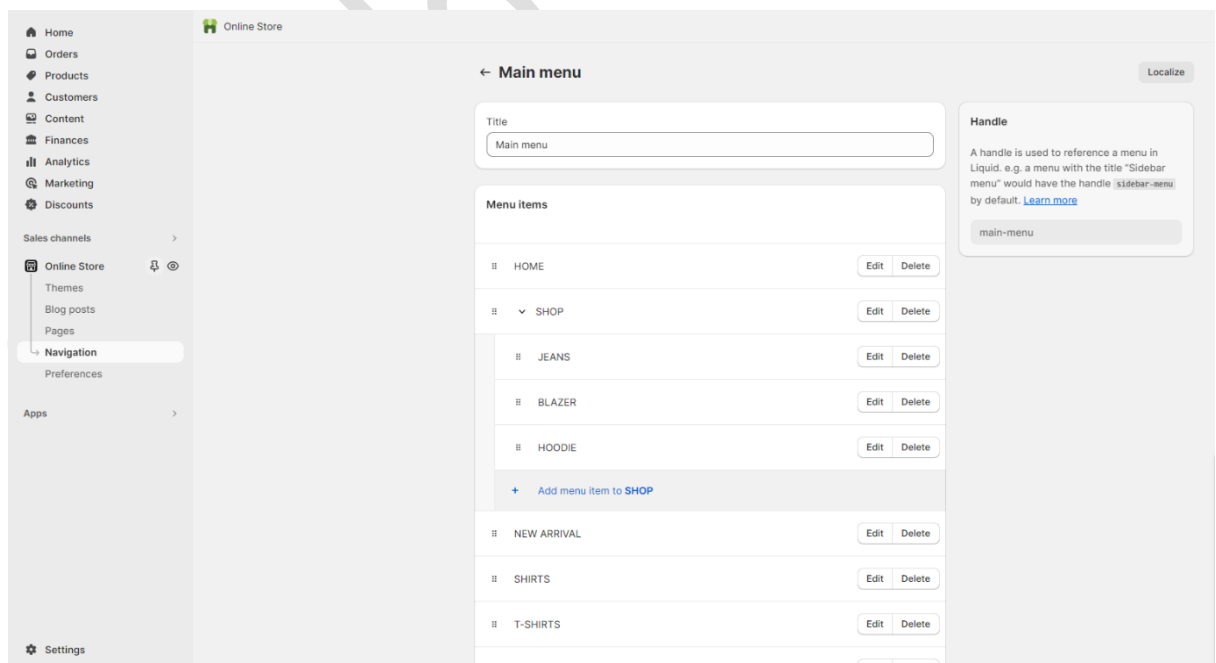 Home
Orders
Products
Customers
Content
Finances
Analytics
Marketing
Discounts
Sales channels
Online Store
Themes
Blog posts
Pages
Navigation
Preferences
Apps
Settings
Online Store
Main menu
Localize
Title
Main menu
Menu items
HOME Edit Delete
SHOP Edit Delete
JEANS Edit Delete
BLAZER Edit Delete
HOODIE Edit Delete
+ Add menu item to SHOP
NEW ARRIVAL Edit Delete
SHIRTS Edit Delete
T-SHIRTS Edit Delete
Handle
A handle is used to reference a menu in
Liquid. e.g. a menu with the title "Sidebar
menu" would have the handle sidebar-menu
by default. Learn more
main-menu